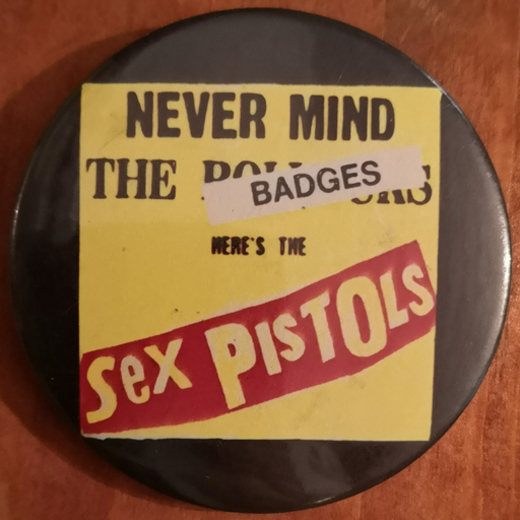 NEVER MIND
THE BADGES
HERE'S THE
Sex PISTOLS